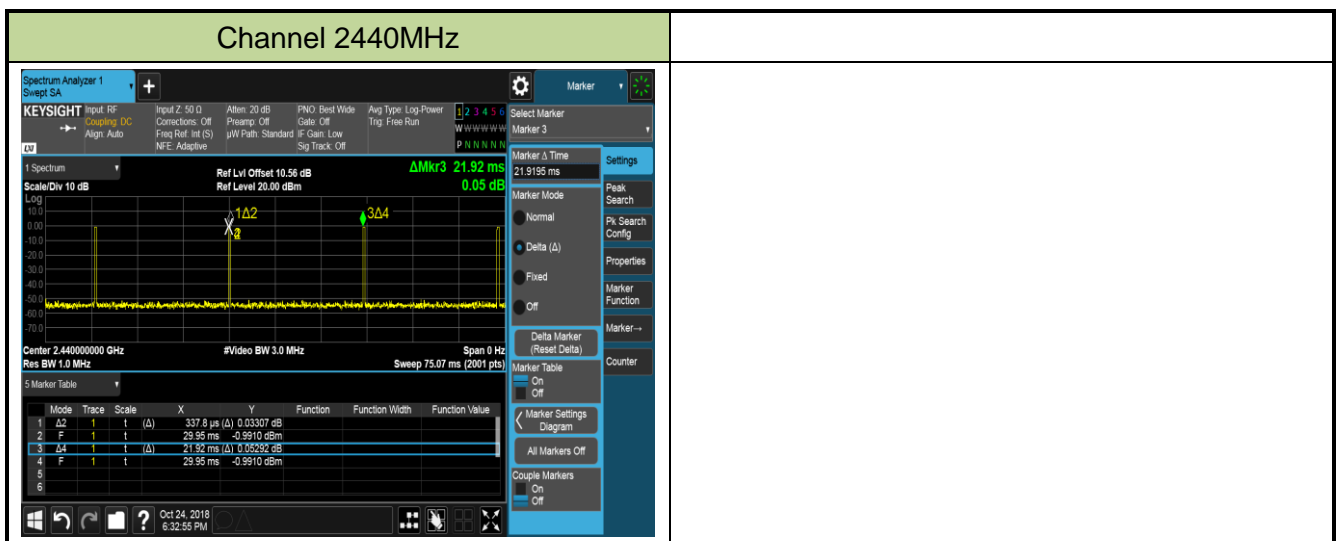 Channel 2440MHz
Spectrum Analyzer 1
Swept SA
+
Marker
KEYSIGHT Input: RF
Coupling: DC
Align: Auto
Input Z: 50 Ω
Corrections: Off
Freq Ref: Int (S)
NFE: Adaptive
Atten: 20 dB
Preamp: Off
µW Path: Standard
PNO: Best Wide
Gate: Off
IF Gain: Low
Sig Track: Off
Avg Type: Log-Power
Trig: Free Run
1 2 3 4 5 6
W W W W W W
P N N N N N
Select Marker
Marker 3
1 Spectrum
Scale/Div 10 dB
Ref Lvl Offset 10.56 dB
Ref Level 20.00 dBm
ΔMkr3 21.92 ms
0.05 dB
Log
10.0
0.00
-10.0
-20.0
-30.0
-40.0
-50.0
-60.0
-70.0
1Δ2
3Δ4
Center 2.440000000 GHz
Res BW 1.0 MHz
#Video BW 3.0 MHz
Span 0 Hz
Sweep 75.07 ms (2001 pts)
5 Marker Table
Mode Trace Scale X Y Function Function Width Function Value
1 Δ2 1 t (Δ) 337.8 µs (Δ) 0.03307 dB
2 F 1 t 29.95 ms -0.9910 dBm
3 Δ4 1 t (Δ) 21.92 ms (Δ) 0.05292 dB
4 F 1 t 29.95 ms -0.9910 dBm
5
6
Marker Δ Time
21.9195 ms
Marker Mode
Normal
Delta (Δ)
Fixed
Off
Delta Marker
(Reset Delta)
Marker Table
On
Off
Marker Settings
Diagram
All Markers Off
Couple Markers
On
Off
Settings
Peak
Search
Pk Search
Config
Properties
Marker
Function
Marker→
Counter
?
Oct 24, 2018
6:32:55 PM